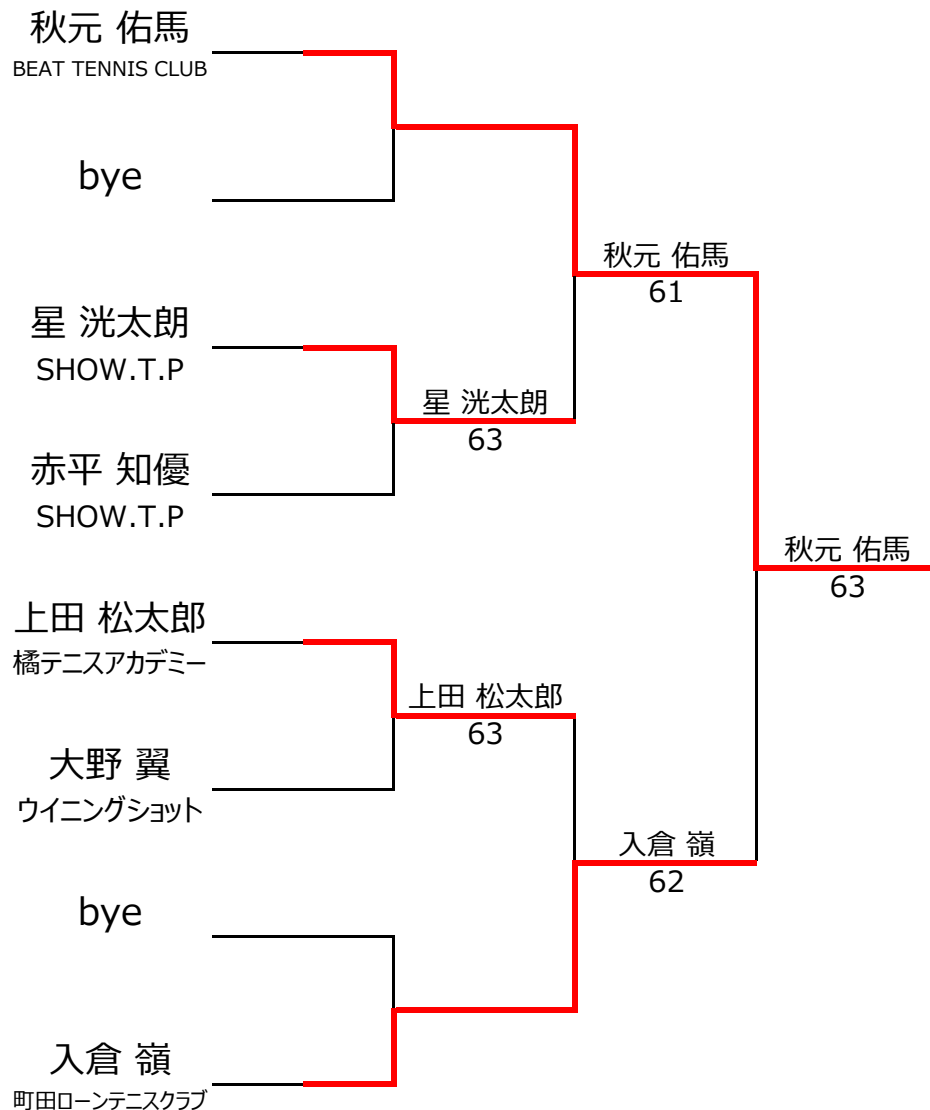 秋元 佑馬
BEAT TENNIS CLUB
bye
秋元 佑馬
61
星 洸太朗
SHOW.T.P
星 洸太朗
63
赤平 知優
SHOW.T.P
秋元 佑馬
63
上田 松太郎
橘テニスアカデミー
上田 松太郎
63
大野 翼
ウイニングショット
入倉 嶺
62
bye
入倉 嶺
町田ローンテニスクラブ